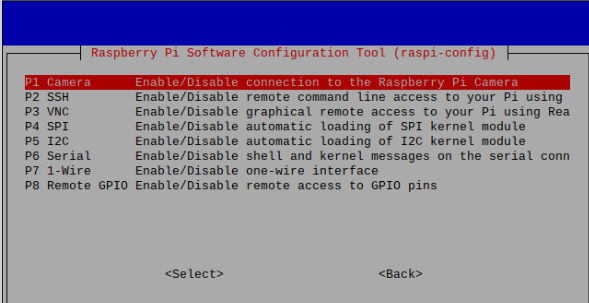 Raspberry Pi Software Configuration Tool (raspi-config)
P1 Camera Enable/Disable connection to the Raspberry Pi Camera
P2 SSH Enable/Disable remote command line access to your Pi using
P3 VNC Enable/Disable graphical remote access to your Pi using Rea
P4 SPI Enable/Disable automatic loading of SPI kernel module
P5 I2C Enable/Disable automatic loading of I2C kernel module
P6 Serial Enable/Disable shell and kernel messages on the serial conn
P7 1-Wire Enable/Disable one-wire interface
P8 Remote GPIO Enable/Disable remote access to GPIO pins
<Select> <Back>